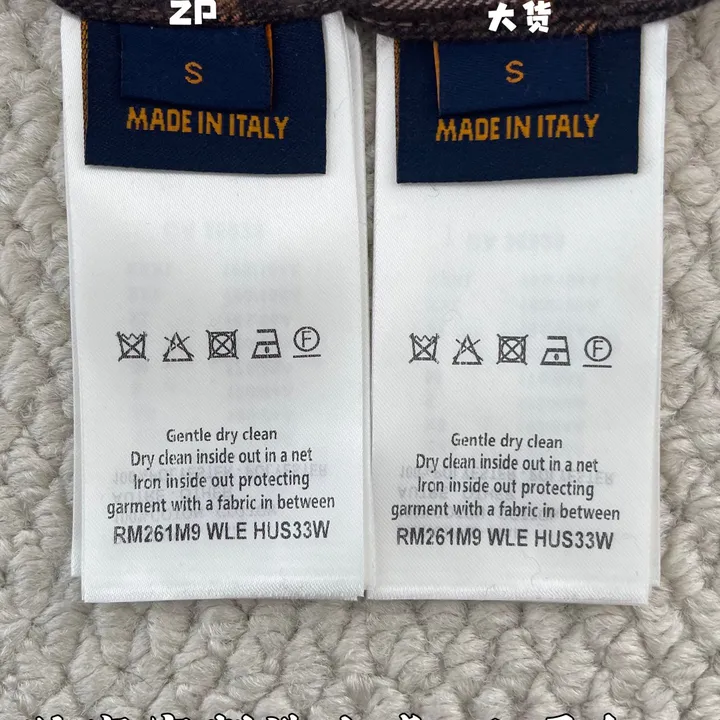 ZP
大货
S
MADE IN ITALY
S
MADE IN ITALY
F
Gentle dry clean
Dry clean inside out in a net
Iron inside out protecting
garment with a fabric in between
RM261M9 WLE HUS33W
F
Gentle dry clean
Dry clean inside out in a net
Iron inside out protecting
garment with a fabric in between
RM261M9 WLE HUS33W